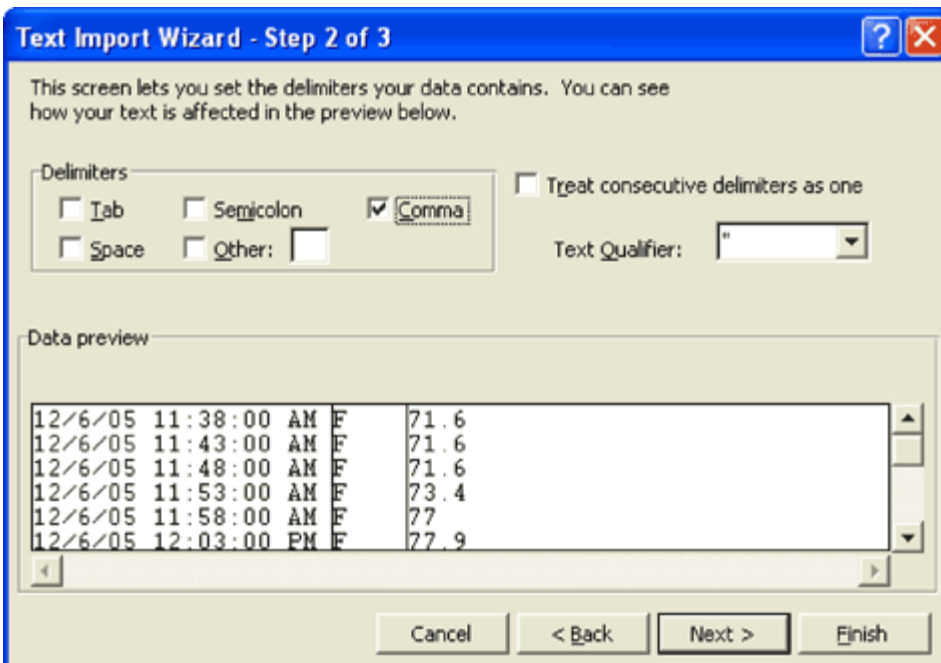 Text Import Wizard - Step 2 of 3
This screen lets you set the delimiters your data contains. You can see
how your text is affected in the preview below.
Delimiters
Tab Semicolon Comma
Space Other:
Treat consecutive delimiters as one
Text Qualifier: "
Data preview
12/6/05 11:38:00 AM F 71.6
12/6/05 11:43:00 AM F 71.6
12/6/05 11:48:00 AM F 71.6
12/6/05 11:53:00 AM F 73.4
12/6/05 11:58:00 AM F 77
12/6/05 12:03:00 PM F 77.9
Cancel < Back Next > Finish